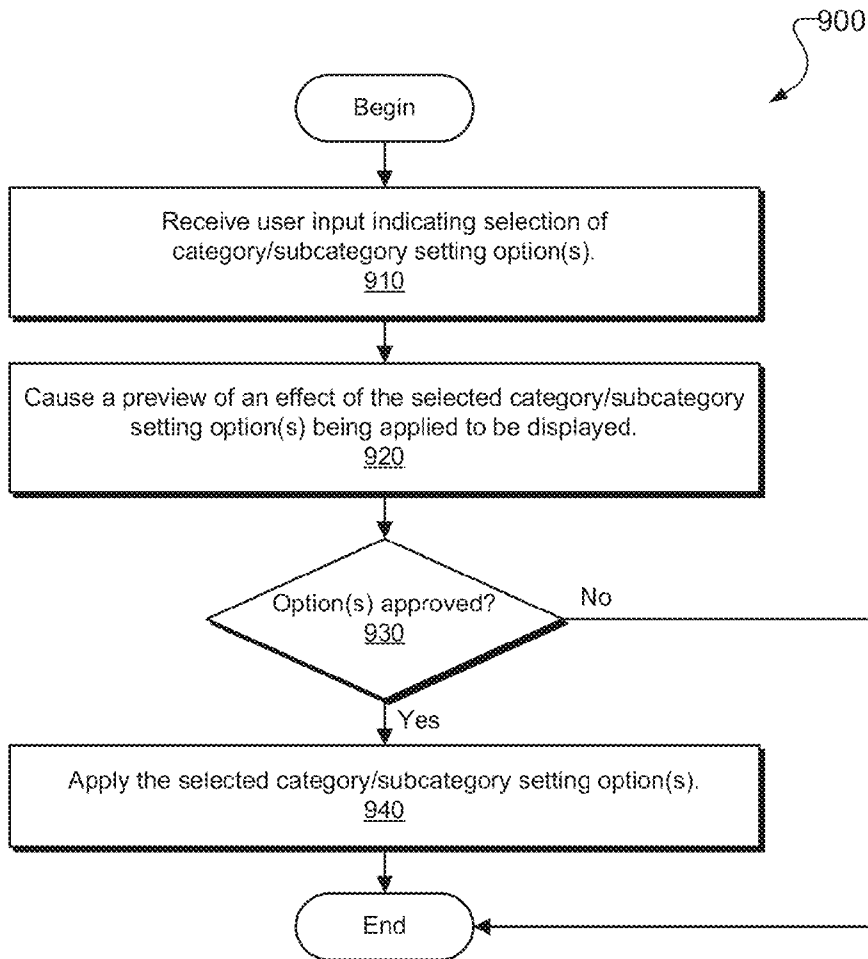 900
Begin
Receive user input indicating selection of
category/subcategory setting option(s).
910
Cause a preview of an effect of the selected category/subcategory
setting option(s) being applied to be displayed.
920
Option(s) approved?
930
No
Yes
Apply the selected category/subcategory setting option(s).
940
End